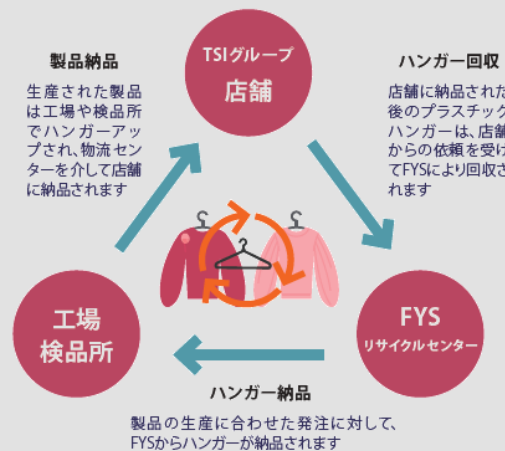 TSIグループ
店舗
製品納品
生産された製品
は工場や検品所
でハンガーアッ
プされ、物流セン
ターを介して店舗
に納品されます
ハンガー回収
店舗に納品された
後のプラスチック
ハンガーは、店舗
からの依頼を受け
てFYSにより回収さ
れます
工場
検品所
FYS
リサイクルセンター
ハンガー納品
製品の生産に合わせた発注に対して、
FYSからハンガーが納品されます